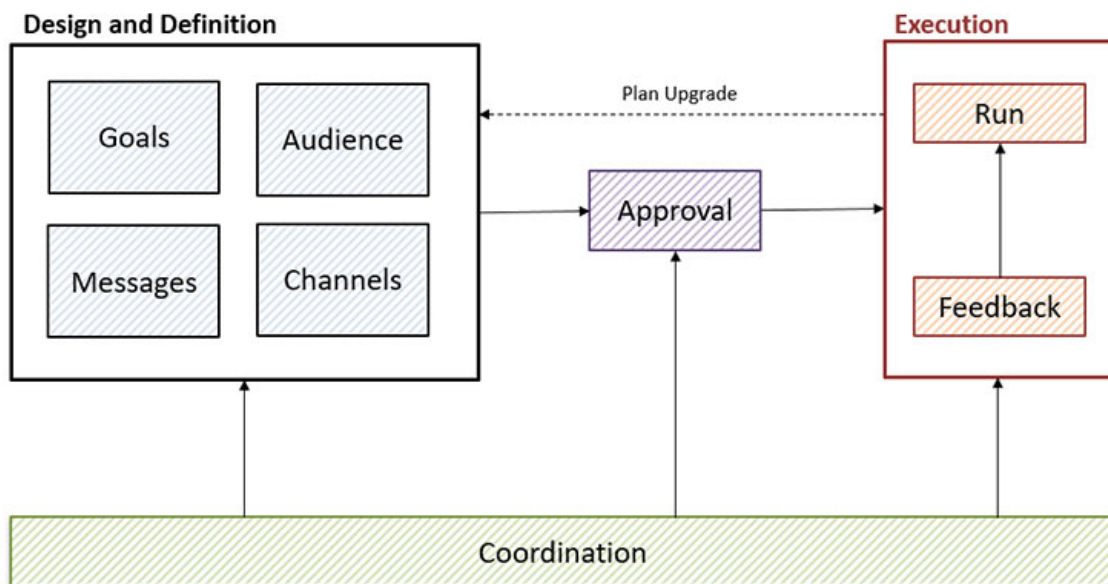 Design and Definition
Execution
Goals
Audience
Messages
Channels
Plan Upgrade
Approval
Run
Feedback
Coordination